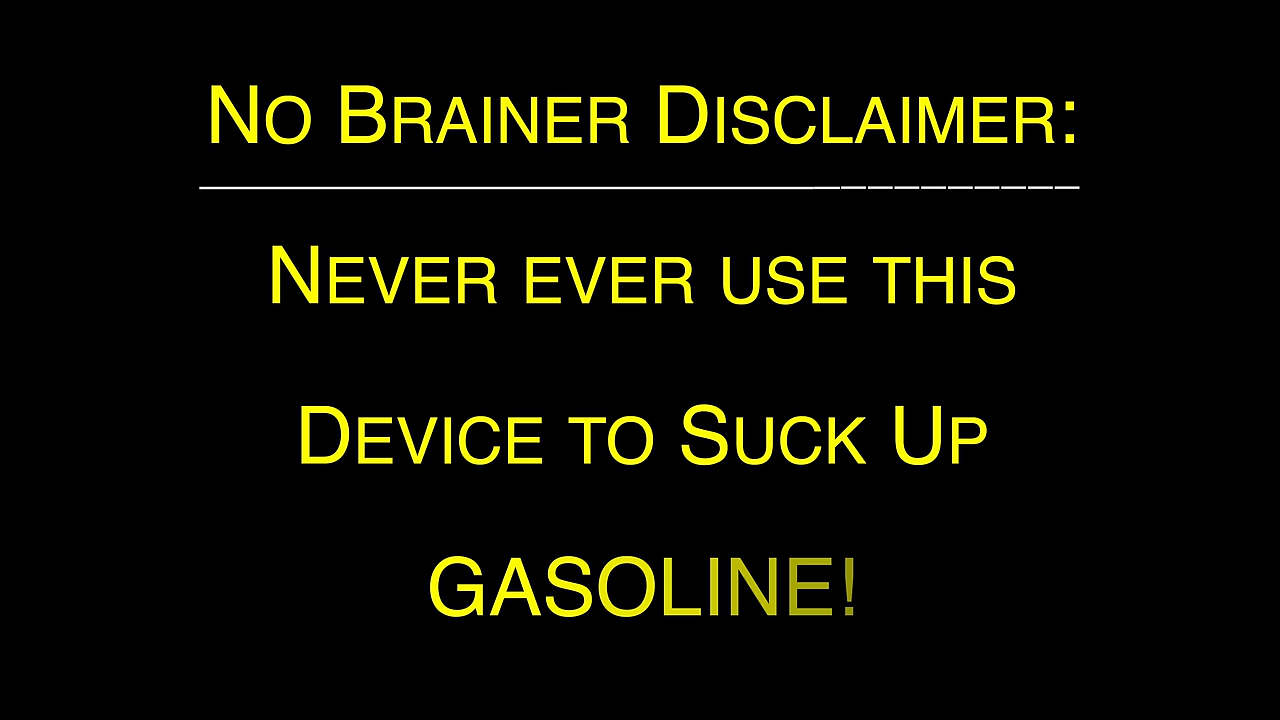 No Brainer Disclaimer:
Never ever use this
Device to Suck Up
GASOLINE!